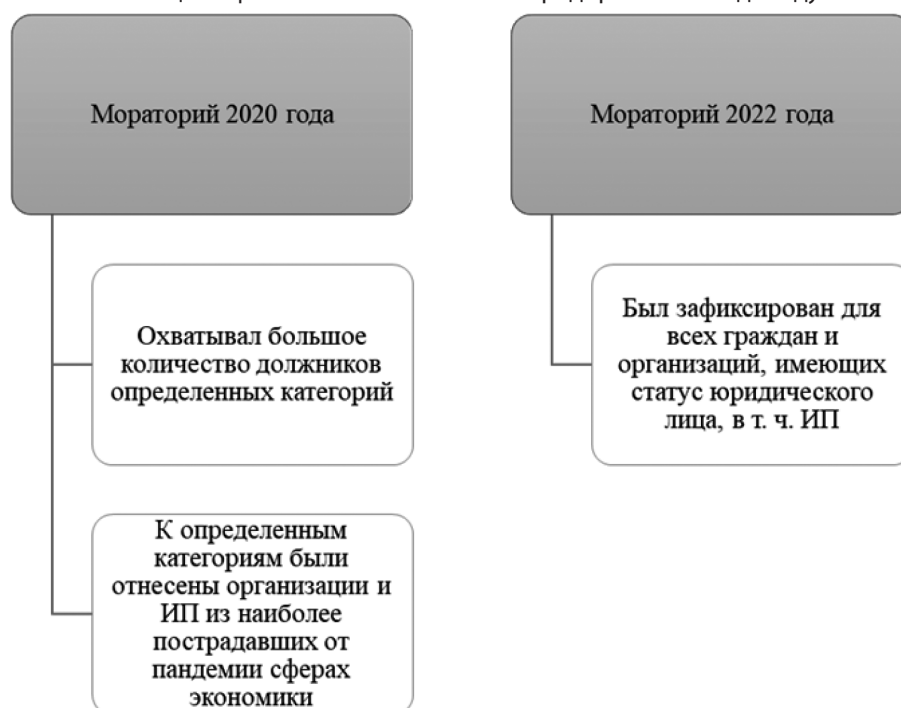 Мораторий 2020 года
Охватывал большое
количество должников
определенных категорий
К определенным
категориям были
отнесены организации и
ИП из наиболее
пострадавших от
пандемии сферах
экономики
Мораторий 2022 года
Был зафиксирован для
всех граждан и
организаций, имеющих
статус юридического
лица, в т. ч. ИП